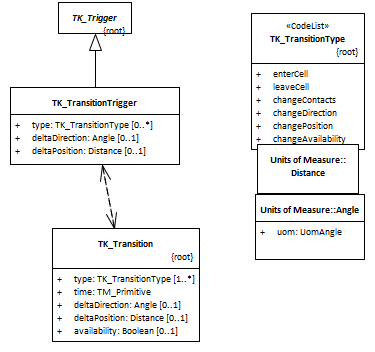 TK_Trigger
{root}
TK_TransitionTrigger
+ type: TK_TransitionType [0..*]
+ deltaDirection: Angle [0..1]
+ deltaPosition: Distance [0..1]
TK_Transition
{root}
+ type: TK_TransitionType [1..*]
+ time: TM_Primitive
+ deltaDirection: Angle [0..1]
+ deltaPosition: Distance [0..1]
+ availability: Boolean [0..1]
«CodeList»
TK_TransitionType
{root}
+ enterCell
+ leaveCell
+ changeContacts
+ changeDirection
+ changePosition
+ changeAvailability
Units of Measure::
Distance
Units of Measure::Angle
+ uom: UomAngle